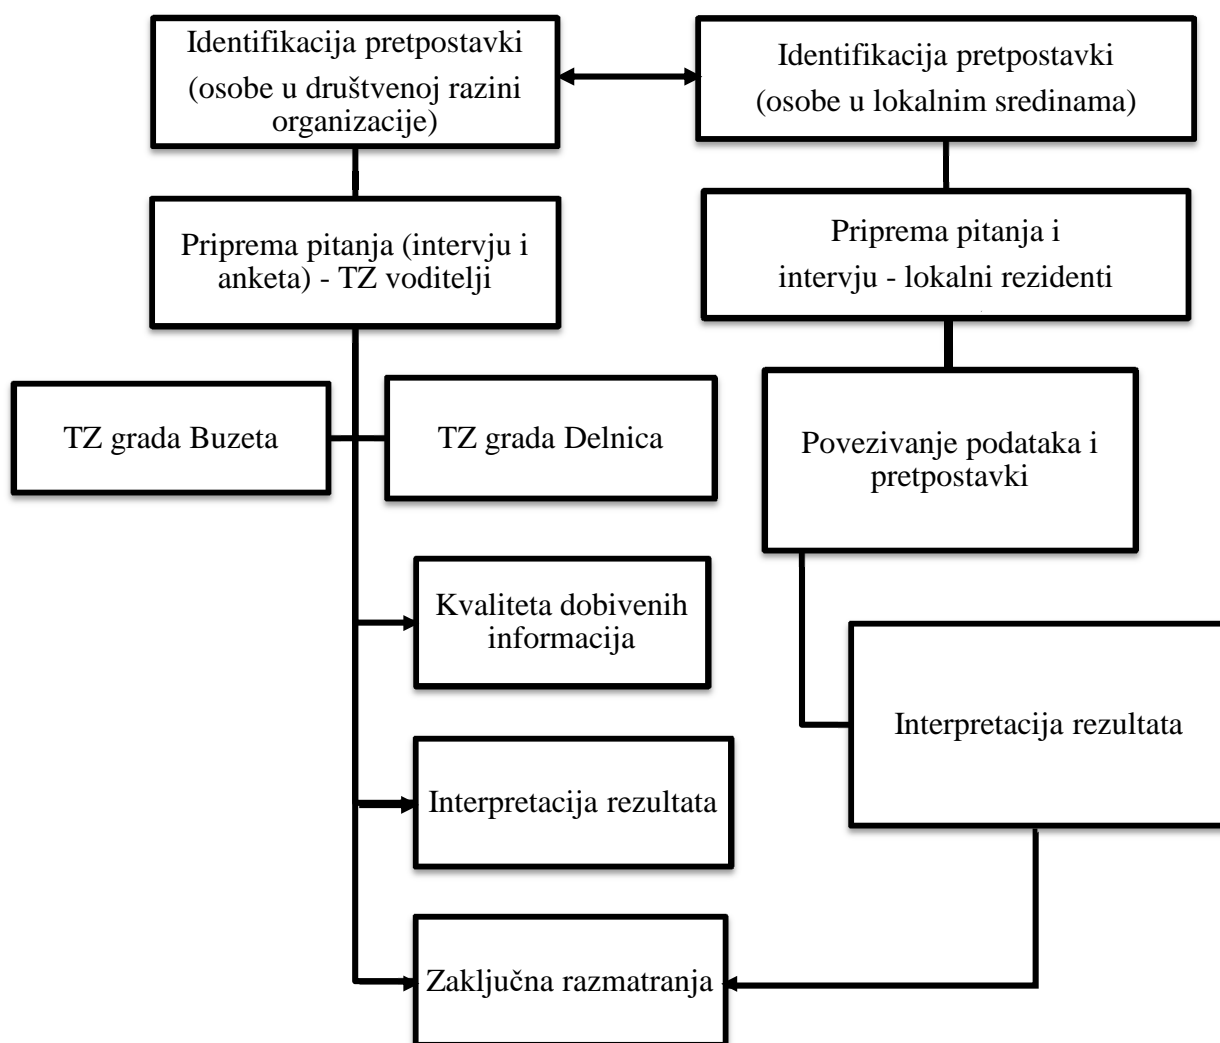 Identifikacija pretpostavki
(osobe u društvenoj razini
organizacije)
Identifikacija pretpostavki
(osobe u lokalnim sredinama)
Priprema pitanja (intervju i
anketa) - TZ voditelji
Priprema pitanja i
intervju - lokalni rezidenti
TZ grada Buzeta
TZ grada Delnica
Povezivanje podataka i
pretpostavki
Kvaliteta dobivenih
informacija
Interpretacija rezultata
Interpretacija rezultata
Zaključna razmatranja